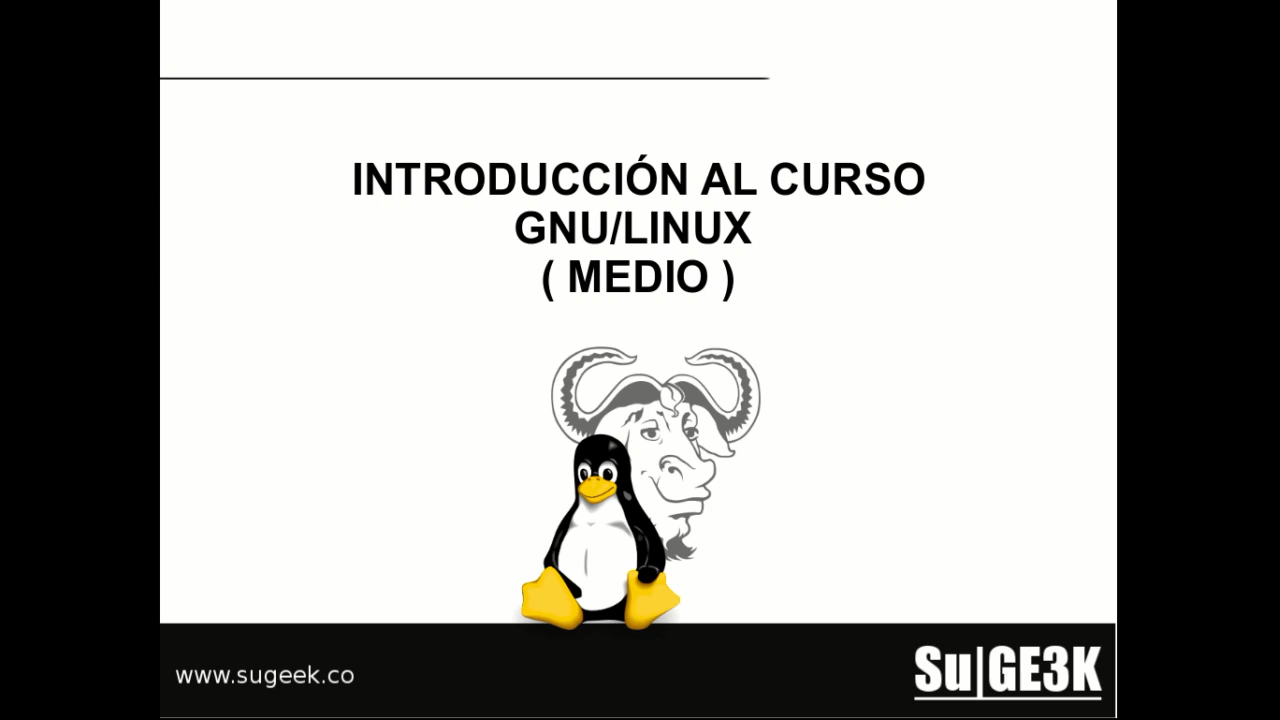 INTRODUCCIÓN AL CURSO
GNU/LINUX
( MEDIO )
www.sugeek.co
Su|GE3K